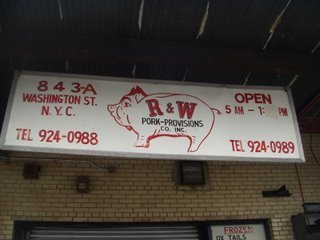 843-A
WASHINGTON ST.
N.Y.C.
TEL 924-0988
R & W
PORK-PROVISIONS
CO. INC.
OPEN
5 AM - 1: PM
TEL 924-0989
FROZEN
OX TAILS